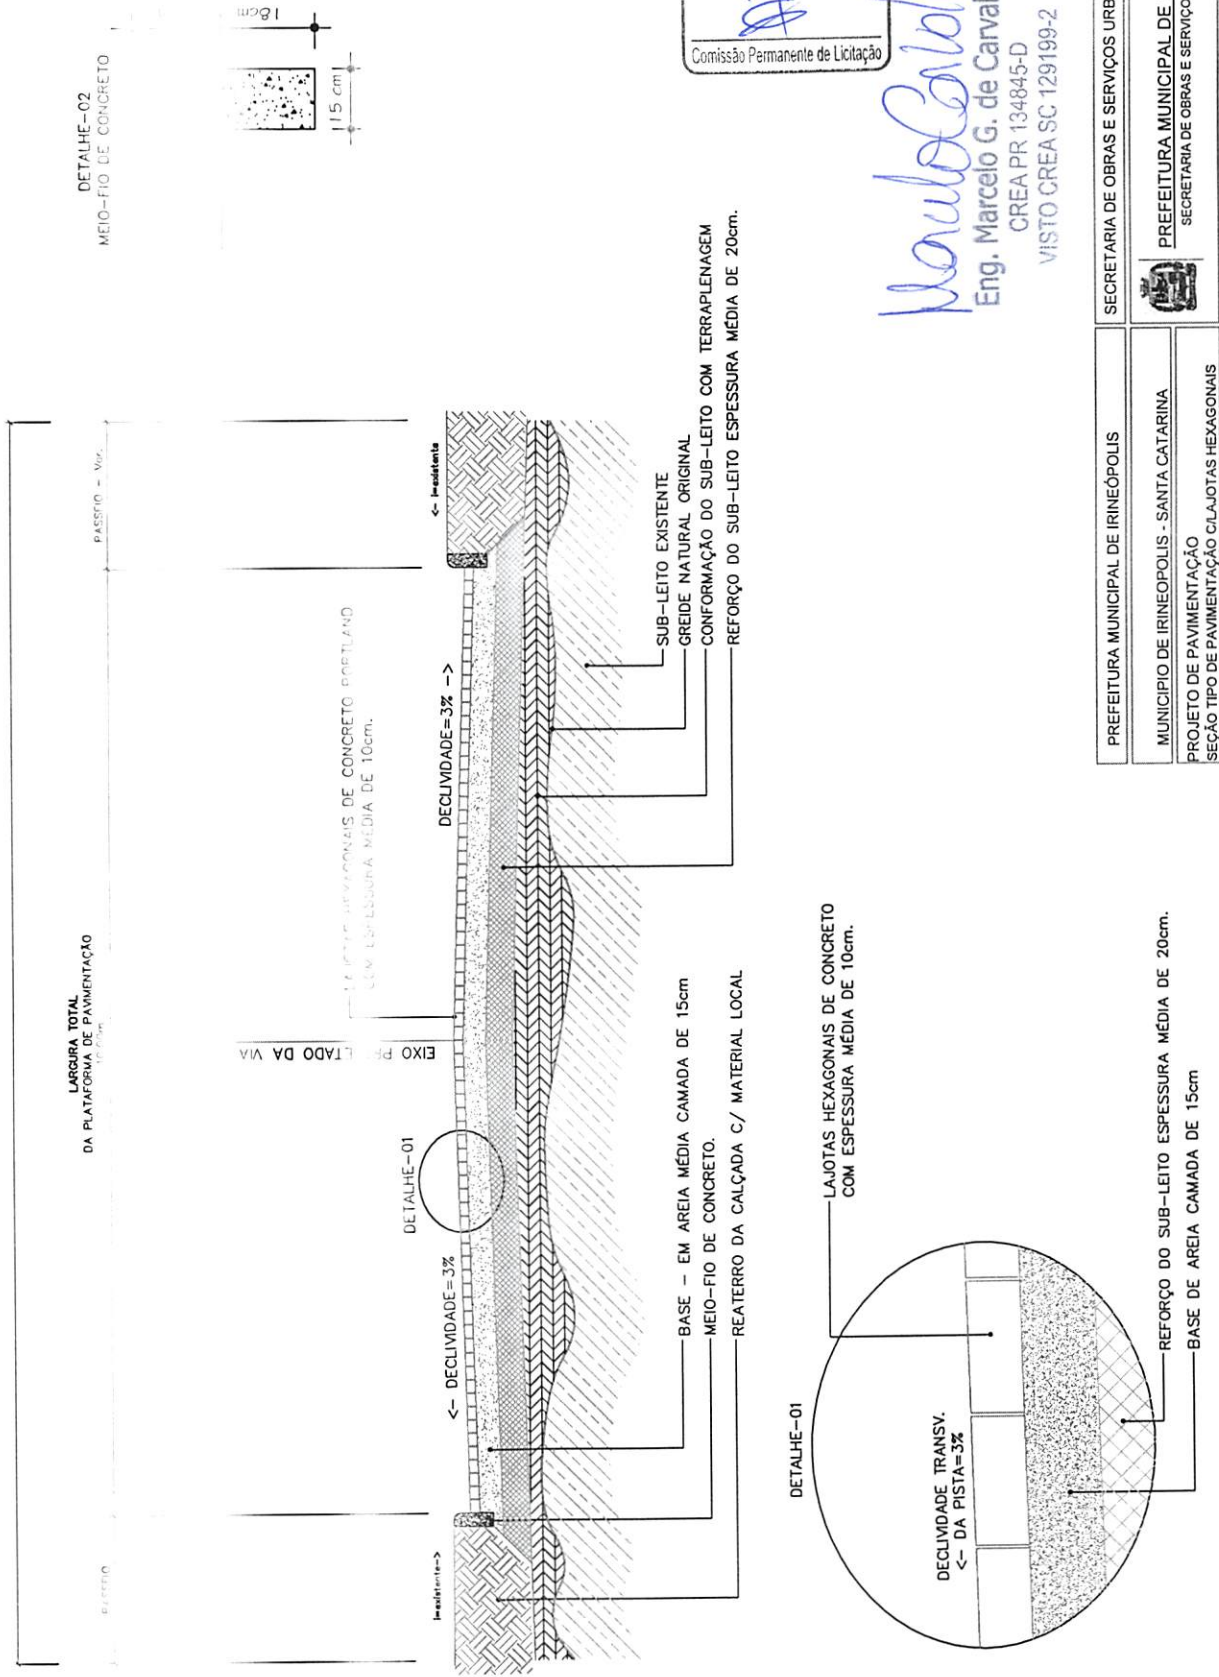 LARGURA TOTAL
DA PLATAFORMA DE PAVIMENTAÇÃO
PASSEIO
PASSEIO - Var.
DETALHE-02
MEIO-FIO DE CONCRETO
18cm
15 cm
EIXO DA VIA
HEXAGONAIS DE CONCRETO PORTLAND
COM ESPESSURA MÉDIA DE 10cm.
DETALHE-01
<- DECLIVIDADE=3%
DECLIVIDADE=3% ->
i=existente->
<- i=existente
BASE - EM AREIA MÉDIA CAMADA DE 15cm
MEIO-FIO DE CONCRETO.
REATERRO DA CALÇADA C/ MATERIAL LOCAL
SUB-LEITO EXISTENTE
GREIDE NATURAL ORIGINAL
CONFORMAÇÃO DO SUB-LEITO COM TERRAPLENAGEM
REFORÇO DO SUB-LEITO ESPESSURA MÉDIA DE 20cm.
DETALHE-01
LAJOTAS HEXAGONAIS DE CONCRETO
COM ESPESSURA MÉDIA DE 10cm.
DECLIVIDADE TRANSV.
<- DA PISTA=3%
REFORÇO DO SUB-LEITO ESPESSURA MÉDIA DE 20cm.
BASE DE AREIA CAMADA DE 15cm
Comissão Permanente de Licitação
Eng. Marcelo G. de Carval
CREA PR 134845-D
VISTO CREA SC 129199-2
PREFEITURA MUNICIPAL DE IRINEÓPOLIS
SECRETARIA DE OBRAS E SERVIÇOS URB
MUNICIPIO DE IRINEOPOLIS - SANTA CATARINA
PREFEITURA MUNICIPAL DE
SECRETARIA DE OBRAS E SERVIÇO
PROJETO DE PAVIMENTAÇÃO
SEÇÃO TIPO DE PAVIMENTAÇÃO C/LAJOTAS HEXAGONAIS